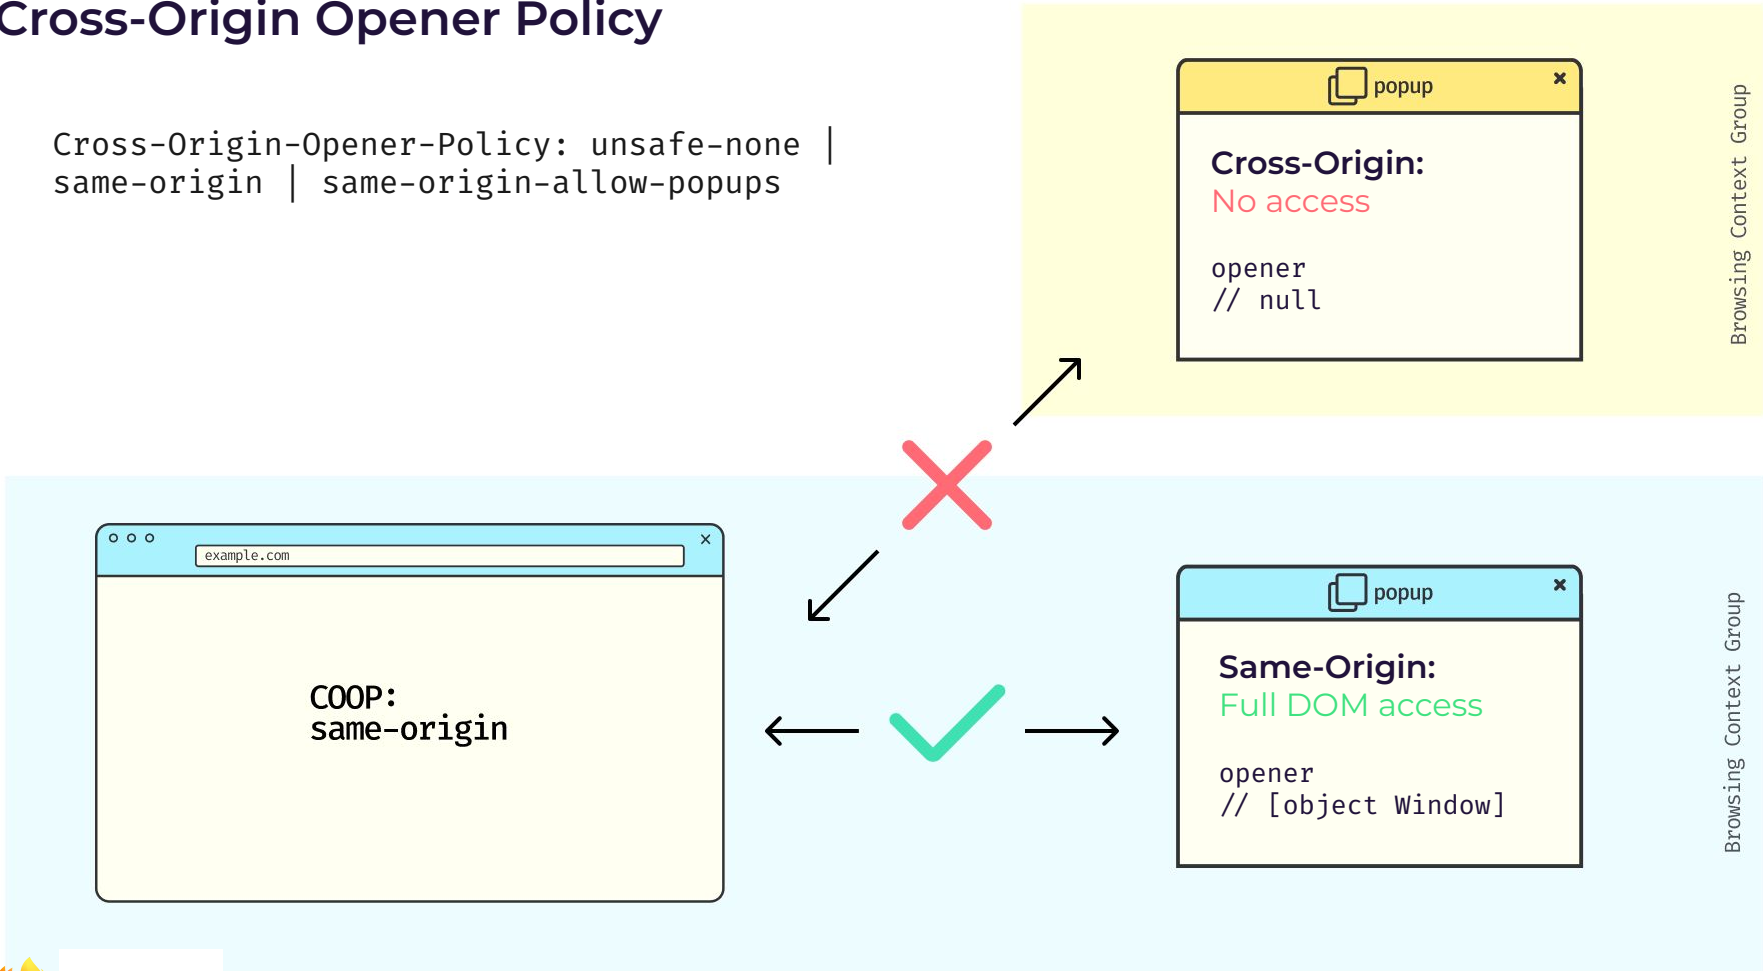 Cross-Origin Opener Policy
Cross-Origin-Opener-Policy: unsafe-none |
same-origin | same-origin-allow-popups
popup
Cross-Origin:
No access
opener
// null
Browsing Context Group
example.com
COOP:
same-origin
popup
Same-Origin:
Full DOM access
opener
// [object Window]
Browsing Context Group